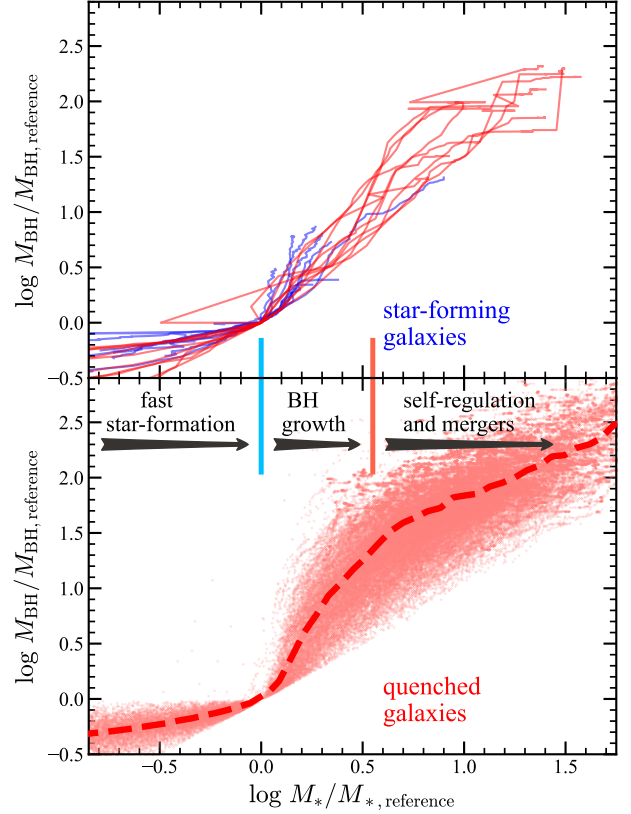 2.5
2.0
1.5
1.0
0.5
0.0
−0.5
log M_BH/M_BH, reference
star-forming
galaxies
fast
star-formation
BH
growth
self-regulation
and mergers
2.5
2.0
1.5
1.0
0.5
0.0
−0.5
log M_BH/M_BH, reference
quenched
galaxies
−0.5 0.0 0.5 1.0 1.5
log M_*/M_*, reference